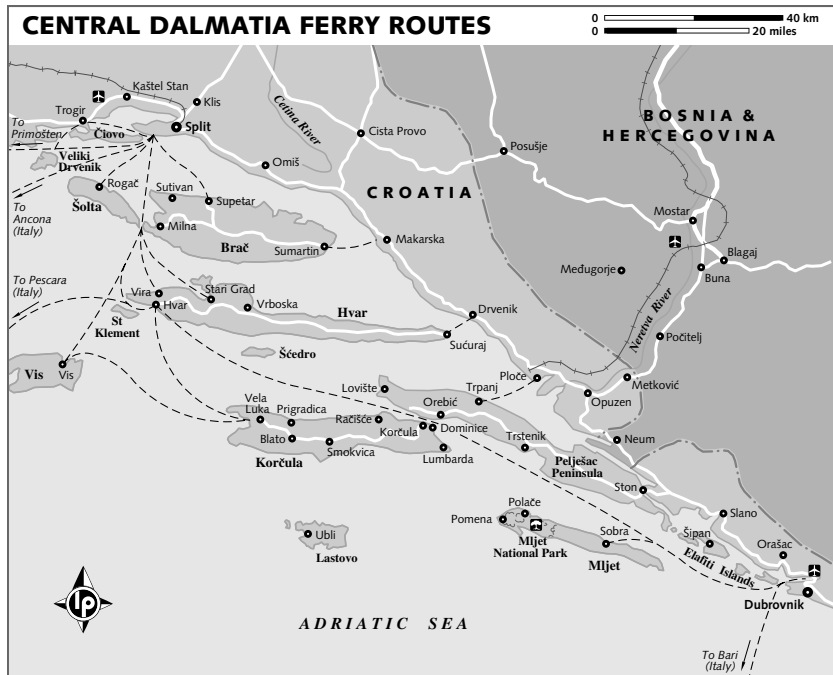 CENTRAL DALMATIA FERRY ROUTES
0 40 km
0 20 miles
BOSNIA &
HERCEGOVINA
CROATIA
ADRIATIC SEA
Kaštel Stan
Trogir
Klis
Split
To
Primošten
Čiovo
Veliki
Drvenik
Cetina River
Cista Provo
Posušje
Omiš
Rogač
Sutivan
Supetar
Šolta
To
Ancona
(Italy)
Milna
Brač
Sumartin
Makarska
Mostar
Blagaj
Buna
Međugorje
Neretva River
Počitelj
To Pescara
(Italy)
Vira
Hvar
Stari Grad
Vrboska
Hvar
St
Klement
Drvenik
Sućuraj
Šćedro
Vis
Vis
Lovište
Trpanj
Ploče
Metković
Opuzen
Orebić
Vela
Luka
Prigradica
Račišće
Korčula
Dominče
Blato
Smokvica
Korčula
Lumbarda
Trstenik
Neum
Pelješac
Peninsula
Ston
Slano
Polače
Pomena
Mljet
National Park
Sobra
Mljet
Šipan
Orašac
Elafiti Islands
Dubrovnik
Ubli
Lastovo
lp
To Bari
(Italy)